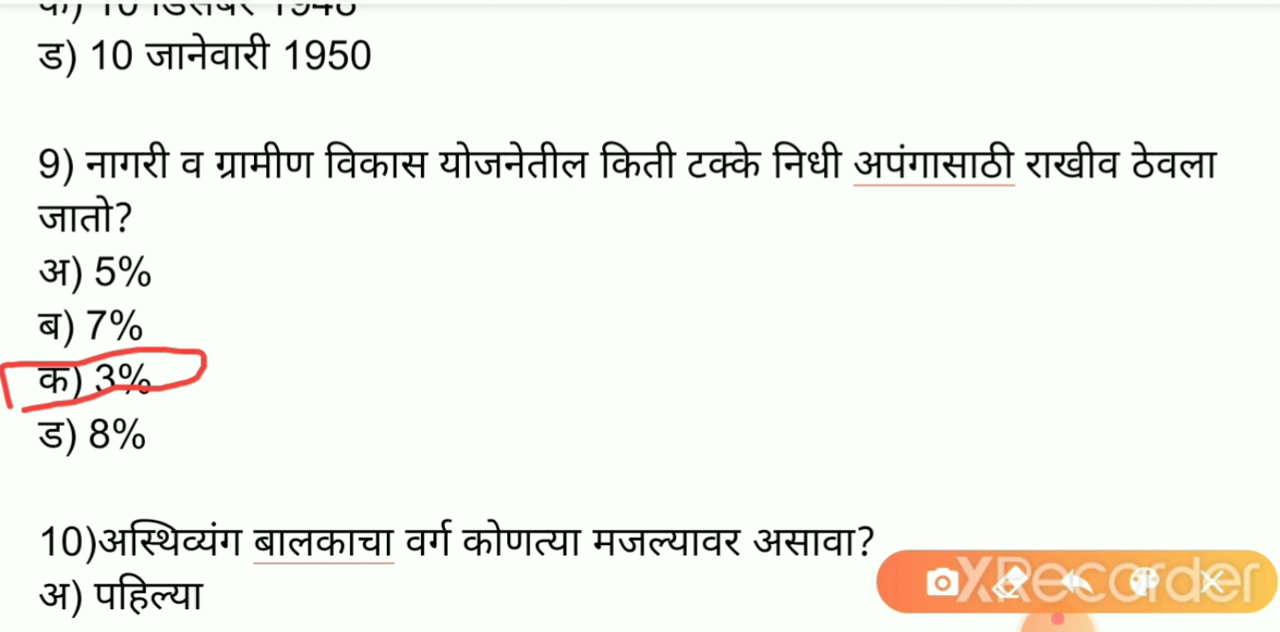 ड) 10 जानेवारी 1950
9) नागरी व ग्रामीण विकास योजनेतील किती टक्के निधी अपंगासाठी राखीव ठेवला
जातो?
अ) 5%
ब) 7%
क) 3%
ड) 8%
10)अस्थिव्यंग बालकाचा वर्ग कोणत्या मजल्यावर असावा?
अ) पहिल्या
XRecorder